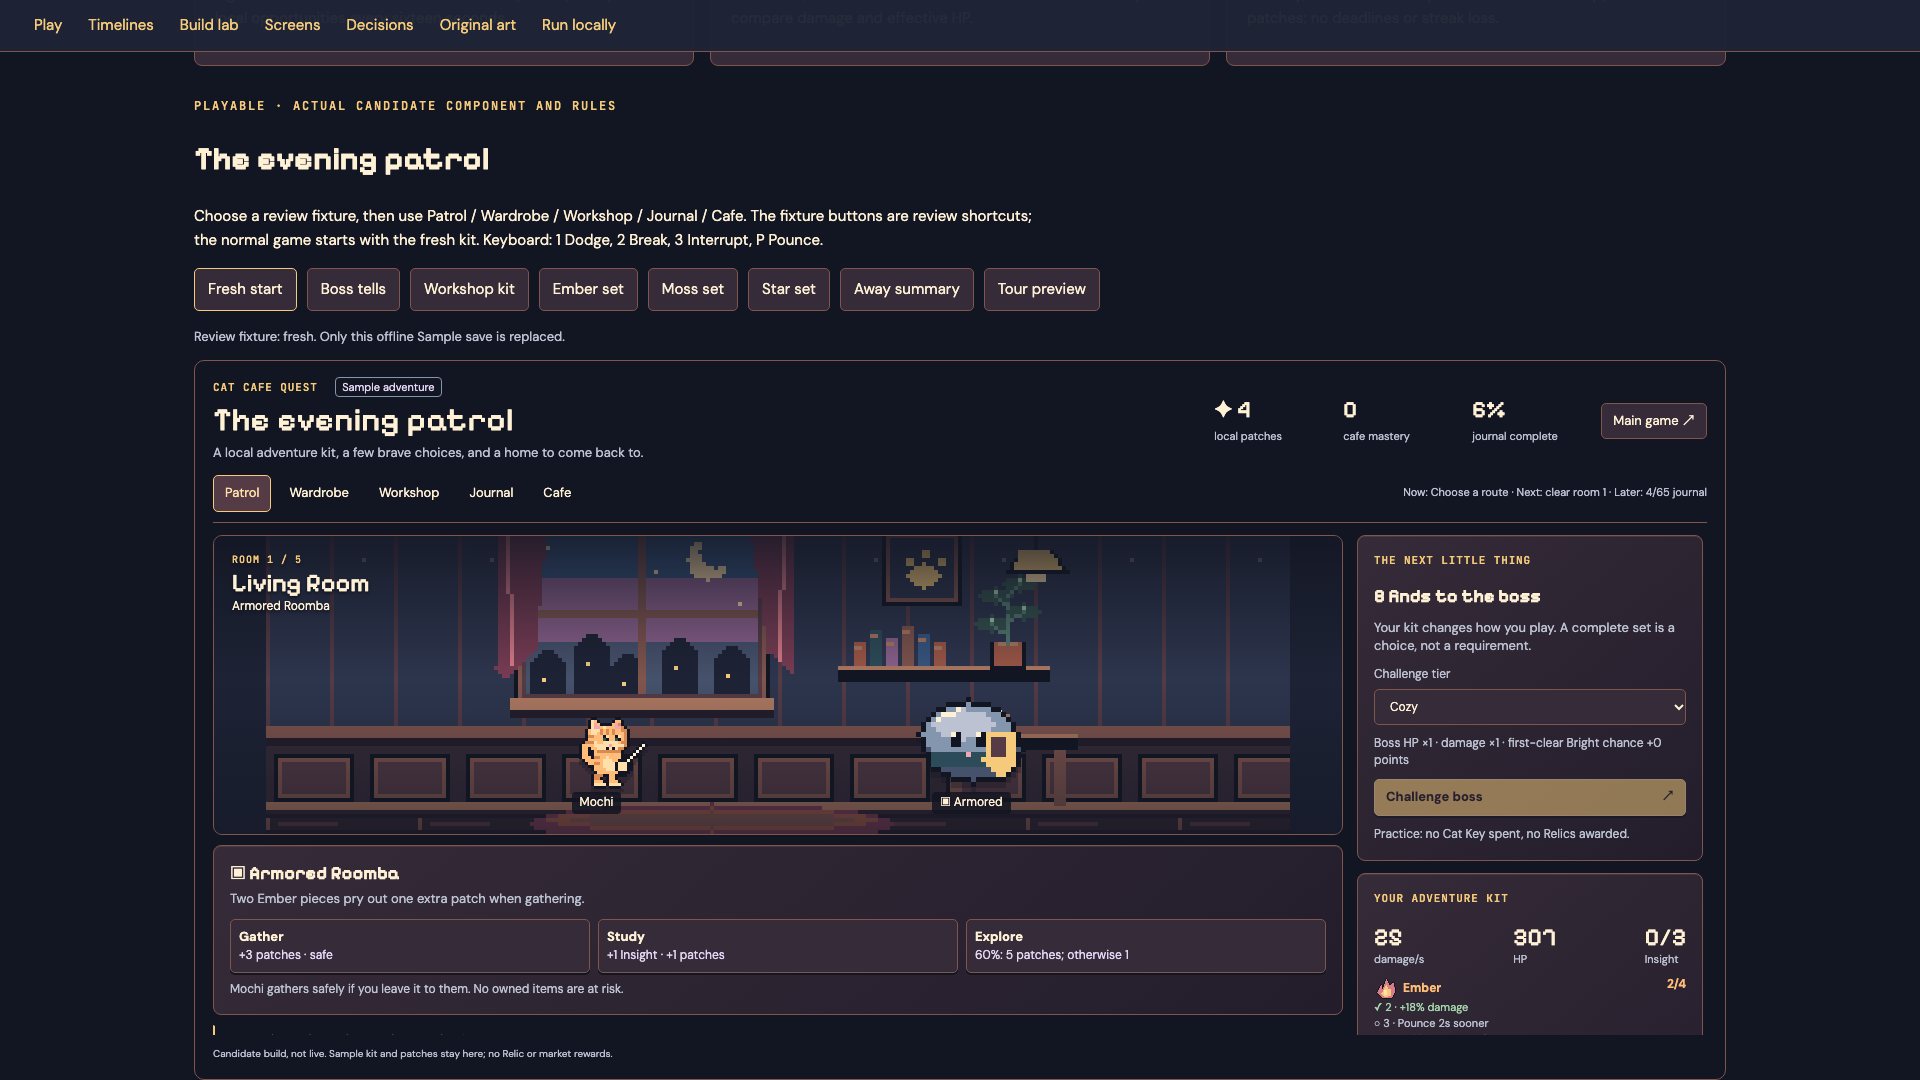 Play Timelines Build lab Screens Decisions Original art Run locally
compare damage and effective HP.
patches; no deadlines or streak loss.
PLAYABLE · ACTUAL CANDIDATE COMPONENT AND RULES
The evening patrol
Choose a review fixture, then use Patrol / Wardrobe / Workshop / Journal / Cafe. The fixture buttons are review shortcuts;
the normal game starts with the fresh kit. Keyboard: 1 Dodge, 2 Break, 3 Interrupt, P Pounce.
Fresh start Boss tells Workshop kit Ember set Moss set Star set Away summary Tour preview
Review fixture: fresh. Only this offline Sample save is replaced.
CAT CAFE QUEST Sample adventure
The evening patrol
A local adventure kit, a few brave choices, and a home to come back to.
✦ 4 local patches
0 cafe mastery
6% journal complete
Main game ↗
Patrol Wardrobe Workshop Journal Cafe
Now: Choose a route · Next: clear room 1 · Later: 4/65 journal
ROOM 1 / 5
Living Room
Armored Roomba
Mochi
▣ Armored
▣ Armored Roomba
Two Ember pieces pry out one extra patch when gathering.
Gather
+3 patches · safe
Study
+1 Insight · +1 patches
Explore
60%: 5 patches; otherwise 1
Mochi gathers safely if you leave it to them. No owned items are at risk.
THE NEXT LITTLE THING
8 Ands to the boss
Your kit changes how you play. A complete set is a
choice, not a requirement.
Challenge tier
Cozy
Boss HP ×1 · damage ×1 · first-clear Bright chance +0
points
Challenge boss ↗
Practice: no Cat Key spent, no Relics awarded.
YOUR ADVENTURE KIT
28 damage/s
307 HP
0/3 Insight
Ember 2/4
✓ 2 · +18% damage
○ 3 · Pounce 2s sooner
Candidate build, not live. Sample kit and patches stay here; no Relic or market rewards.